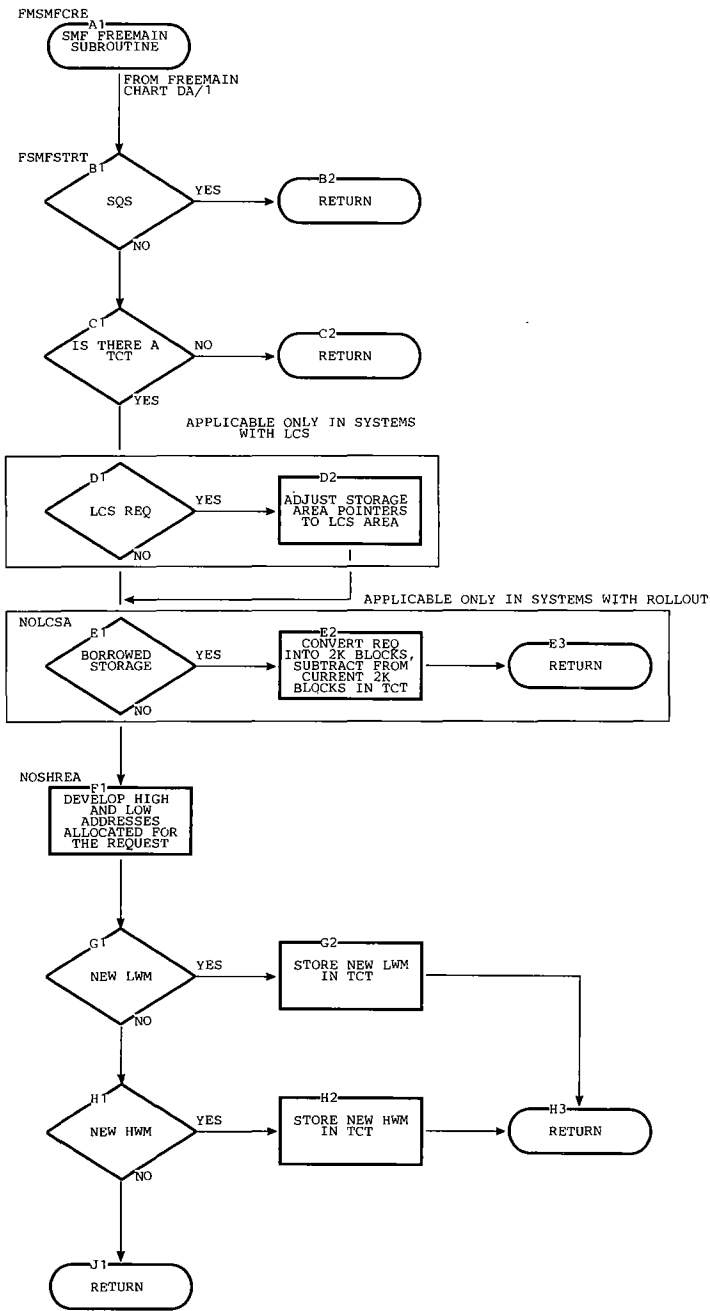 FMSMFCRE
A1
SMF FREEMAIN
SUBROUTINE
FROM FREEMAIN
CHART DA/1
FSMFSTRT
B1
SQS
YES
NO
B2
RETURN
C1
IS THERE A
TCT
NO
YES
C2
RETURN
APPLICABLE ONLY IN SYSTEMS
WITH LCS
D1
LCS REQ
YES
NO
D2
ADJUST STORAGE
AREA POINTERS
TO LCS AREA
APPLICABLE ONLY IN SYSTEMS WITH ROLLOUT
NOLCSA
E1
BORROWED
STORAGE
YES
NO
E2
CONVERT REQ
INTO 2K BLOCKS,
SUBTRACT FROM
CURRENT 2K
BLOCKS IN TCT
E3
RETURN
NOSHREA
F1
DEVELOP HIGH
AND LOW
ADDRESSES
ALLOCATED FOR
THE REQUEST
G1
NEW LWM
YES
NO
G2
STORE NEW LWM
IN TCT
H1
NEW HWM
YES
NO
H2
STORE NEW HWM
IN TCT
H3
RETURN
J1
RETURN